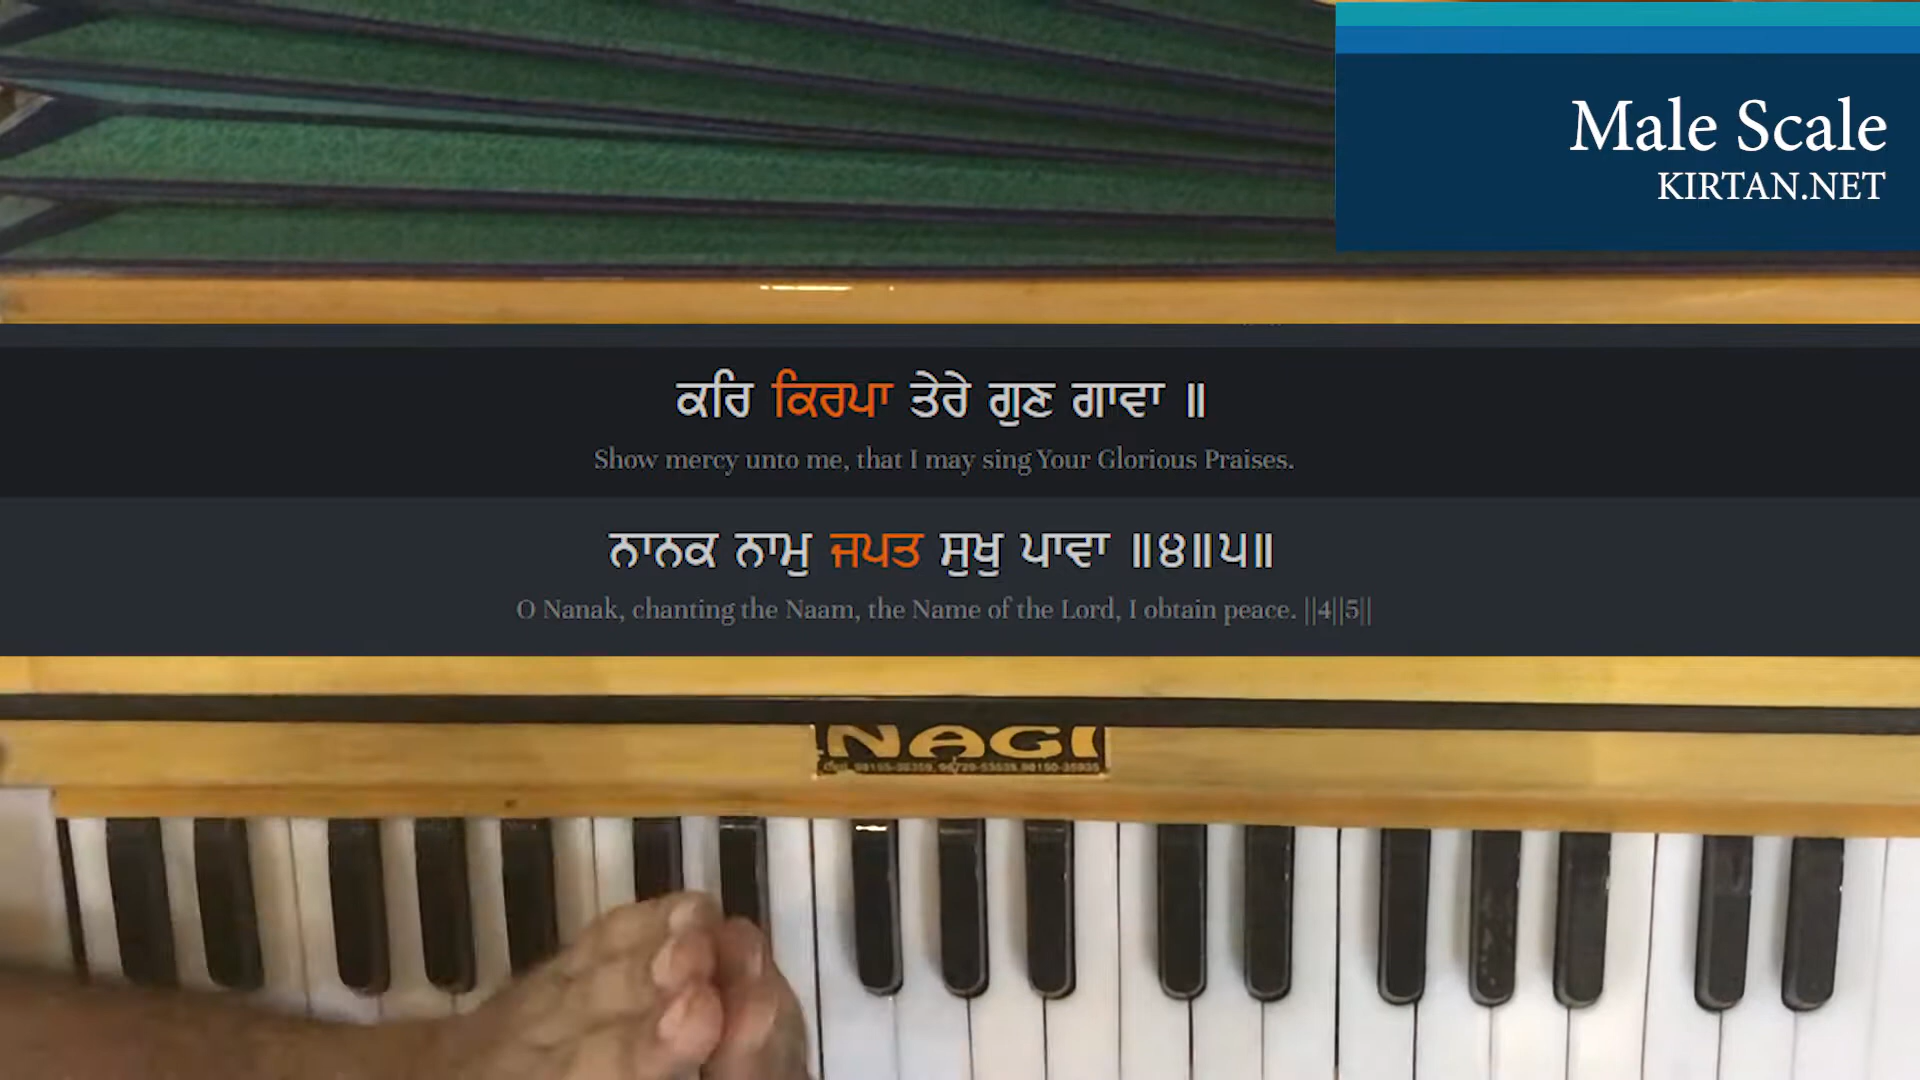 Male Scale
KIRTAN.NET
ਕਰਿ ਕਿਰਪਾ ਤੇਰੇ ਗੁਣ ਗਾਵਾ ॥
Show mercy unto me, that I may sing Your Glorious Praises.
ਨਾਨਕ ਨਾਮੁ ਜਪਤ ਸੁਖੁ ਪਾਵਾ ॥੪॥੫॥
O Nanak, chanting the Naam, the Name of the Lord, I obtain peace. ||4||5||
NAGI